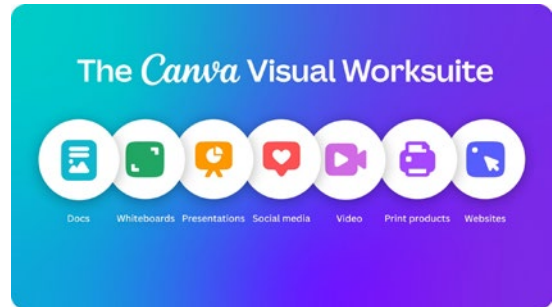 The Canva Visual Worksuite
Docs Whiteboards Presentations Social media Video Print products Websites